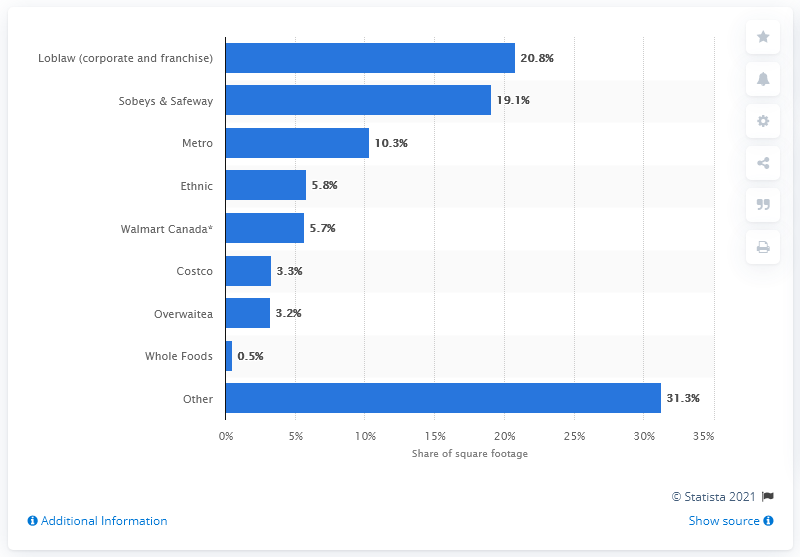 Loblaw (corporate and franchise) 20.8%
Sobeys & Safeway 19.1%
Metro 10.3%
Ethnic 5.8%
Walmart Canada* 5.7%
Costco 3.3%
Overwaitea 3.2%
Whole Foods 0.5%
Other 31.3%
0% 5% 10% 15% 20% 25% 30% 35%
Share of square footage
© Statista 2021
Additional Information Show source